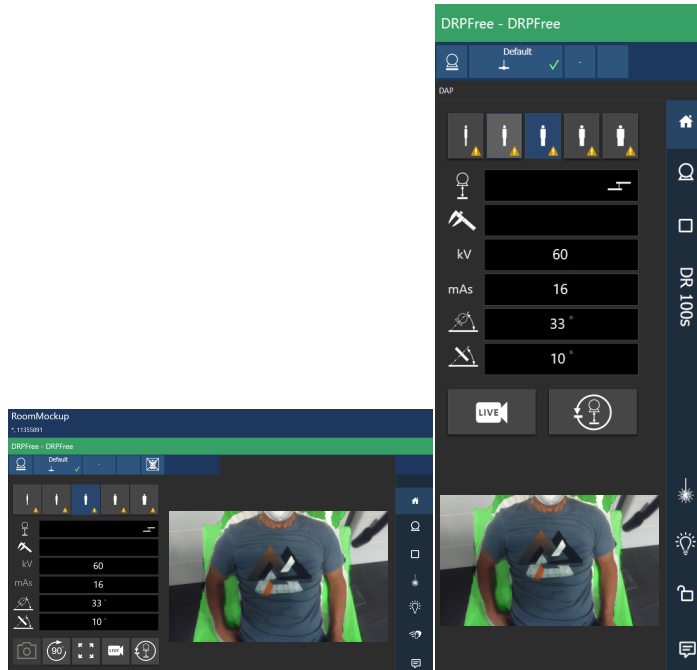 RoomMockup
*, 11355891
DRPFree - DRPFree
Default
-
kV 60
mAs 16
33 °
10 °
90°
LIVE
DRPFree - DRPFree
Default
-
DAP
kV 60
mAs 16
33 °
10 °
LIVE
DR 100s